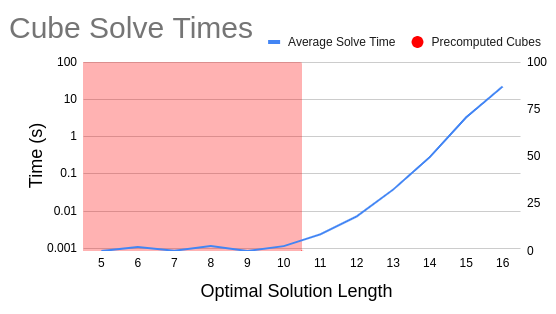 Cube Solve Times
Average Solve Time Precomputed Cubes
100 100
10 75
1
0.1 50
0.01 25
0.001 0
Time (s)
5 6 7 8 9 10 11 12 13 14 15 16
Optimal Solution Length